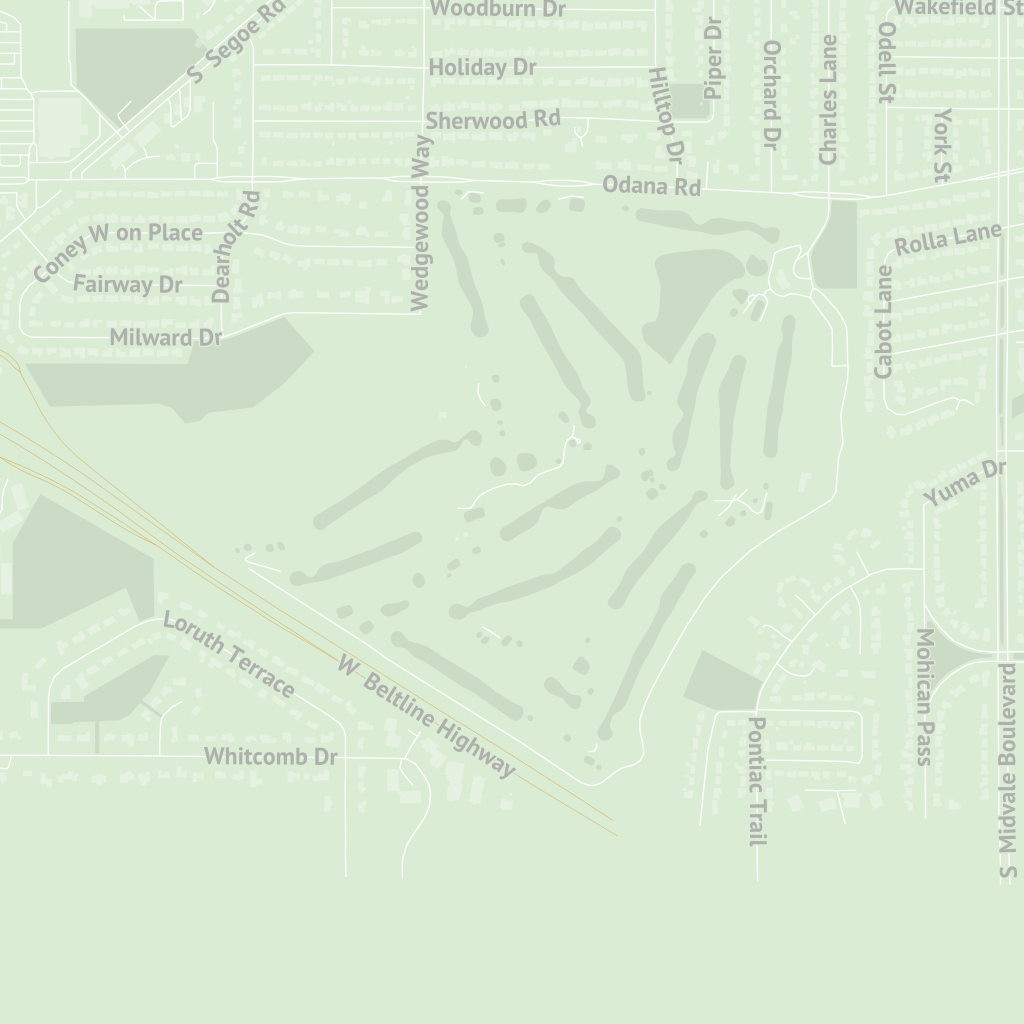 Woodburn Dr
Wakefield St
S Segoe Rd
Holiday Dr
Piper Dr
Orchard Dr
Charles Lane
Odell St
Sherwood Rd
Hilltop Dr
York St
Odana Rd
Wedgewood Way
Dearholt Rd
Coney W on Place
Rolla Lane
Fairway Dr
Milward Dr
Cabot Lane
Yuma Dr
Loruth Terrace
W Beltline Highway
Mohican Pass
Whitcomb Dr
Pontiac Trail
S Midvale Boulevard